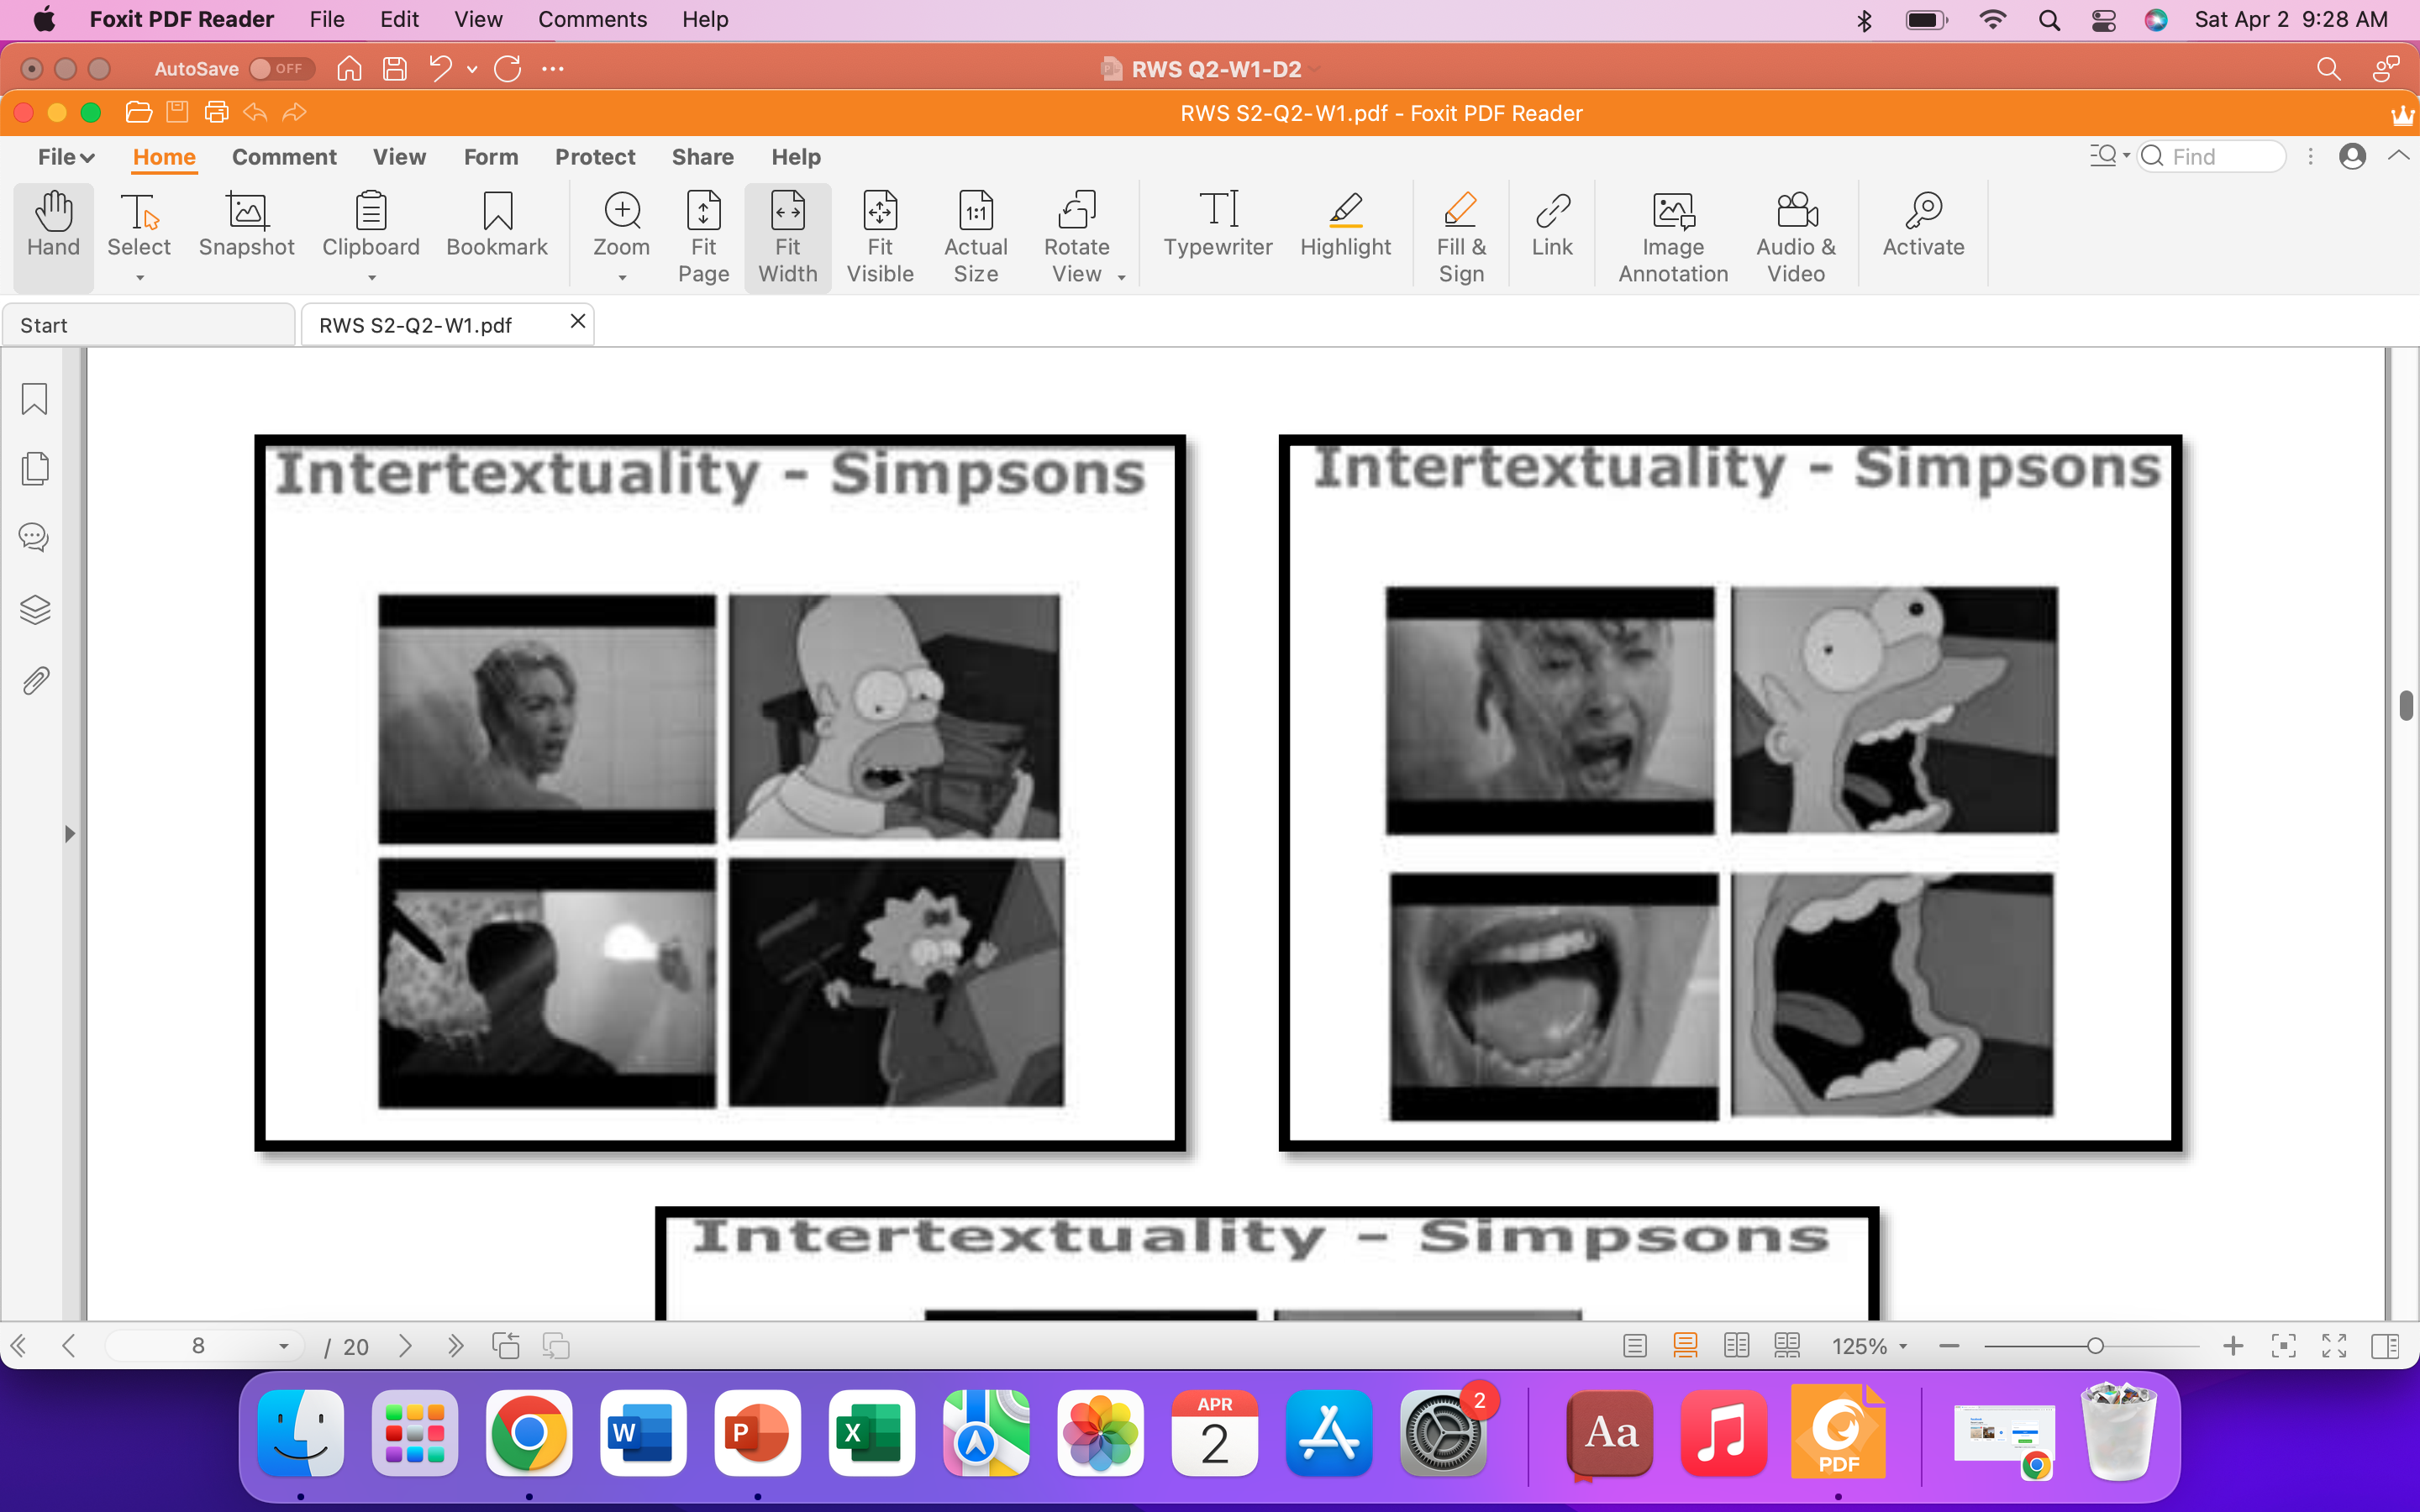 Foxit PDF Reader File Edit View Comments Help Sat Apr 2 9:28 AM
AutoSave OFF RWS Q2-W1-D2
RWS S2-Q2-W1.pdf - Foxit PDF Reader
File Home Comment View Form Protect Share Help Find
Hand Select Snapshot Clipboard Bookmark Zoom Fit Page Fit Width Fit Visible 1:1 Actual Size Rotate View Typewriter Highlight Fill & Sign Link Image Annotation Audio & Video Activate
Start RWS S2-Q2-W1.pdf
Intertextuality - Simpsons
Intertextuality - Simpsons
Intertextuality - Simpsons
8 / 20 125%
W P X APR 2 2 Aa PDF